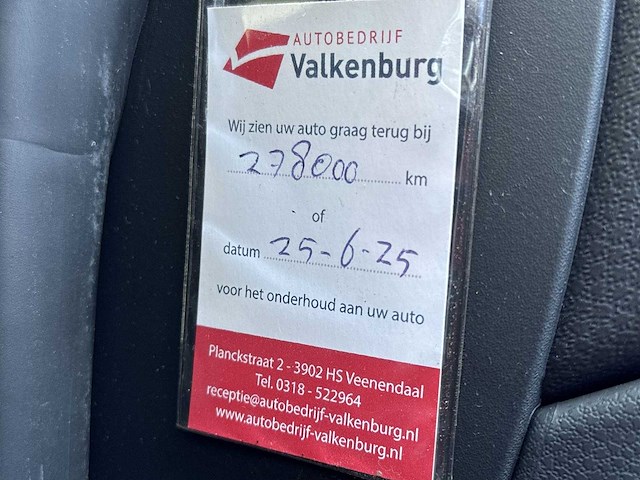 AUTOBEDRIJF
Valkenburg
Wij zien uw auto graag terug bij
278000 km
of
datum 25-6-25
voor het onderhoud aan uw auto
Planckstraat 2 - 3902 HS Veenendaal
Tel. 0318 - 522964
receptie@autobedrijf-valkenburg.nl
www.autobedrijf-valkenburg.nl